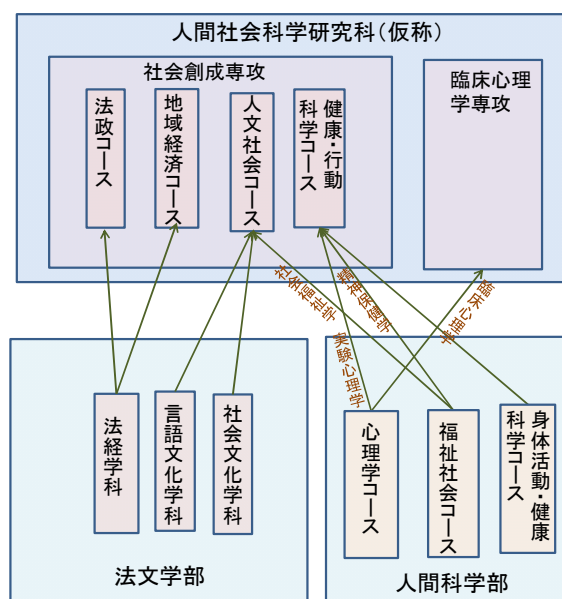 人間社会科学研究科（仮称）
社会創成専攻
法政コース
地域経済コース
人文社会コース
健康・行動
科学コース
臨床心理
学専攻
社会福祉学
精神保健学
実験心理学
臨床心理学
法経学科
言語文化学科
社会文化学科
法文学部
心理学コース
福祉社会コース
身体活動・健康
科学コース
人間科学部